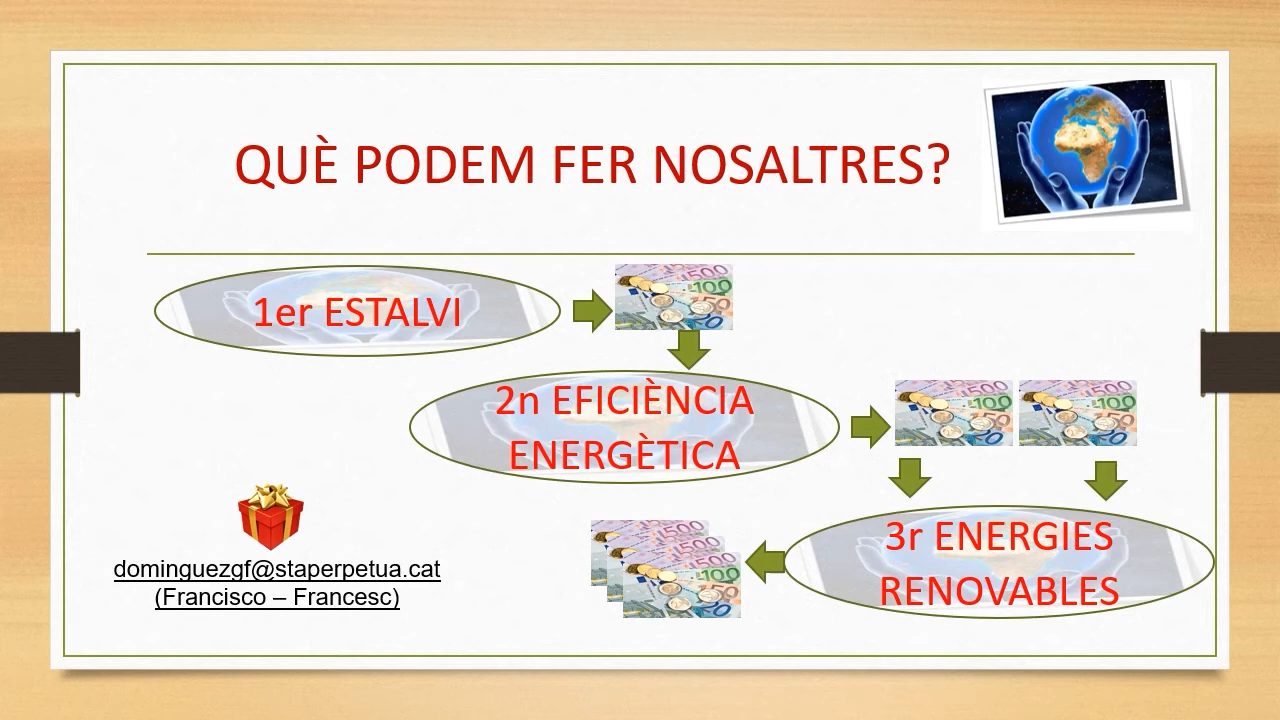 QUÈ PODEM FER NOSALTRES?
1er ESTALVI
2n EFICIÈNCIA
ENERGÈTICA
3r ENERGIES
RENOVABLES
dominguezgf@staperpetua.cat
(Francisco – Francesc)